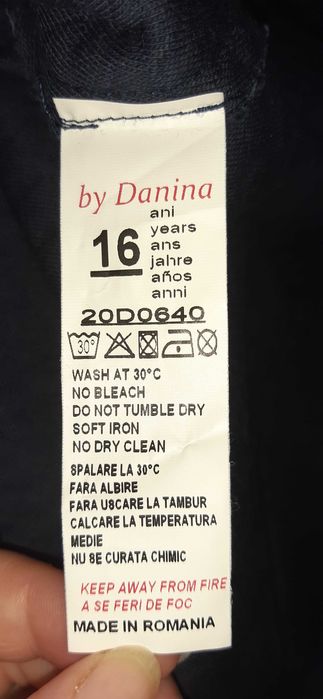 by Danina
16
ani
years
ans
jahre
años
anni
20D0640
30°
WASH AT 30°C
NO BLEACH
DO NOT TUMBLE DRY
SOFT IRON
NO DRY CLEAN
SPALARE LA 30°C
FARA ALBIRE
FARA USCARE LA TAMBUR
CALCARE LA TEMPERATURA
MEDIE
NU SE CURATA CHIMIC
KEEP AWAY FROM FIRE
A SE FERI DE FOC
MADE IN ROMANIA